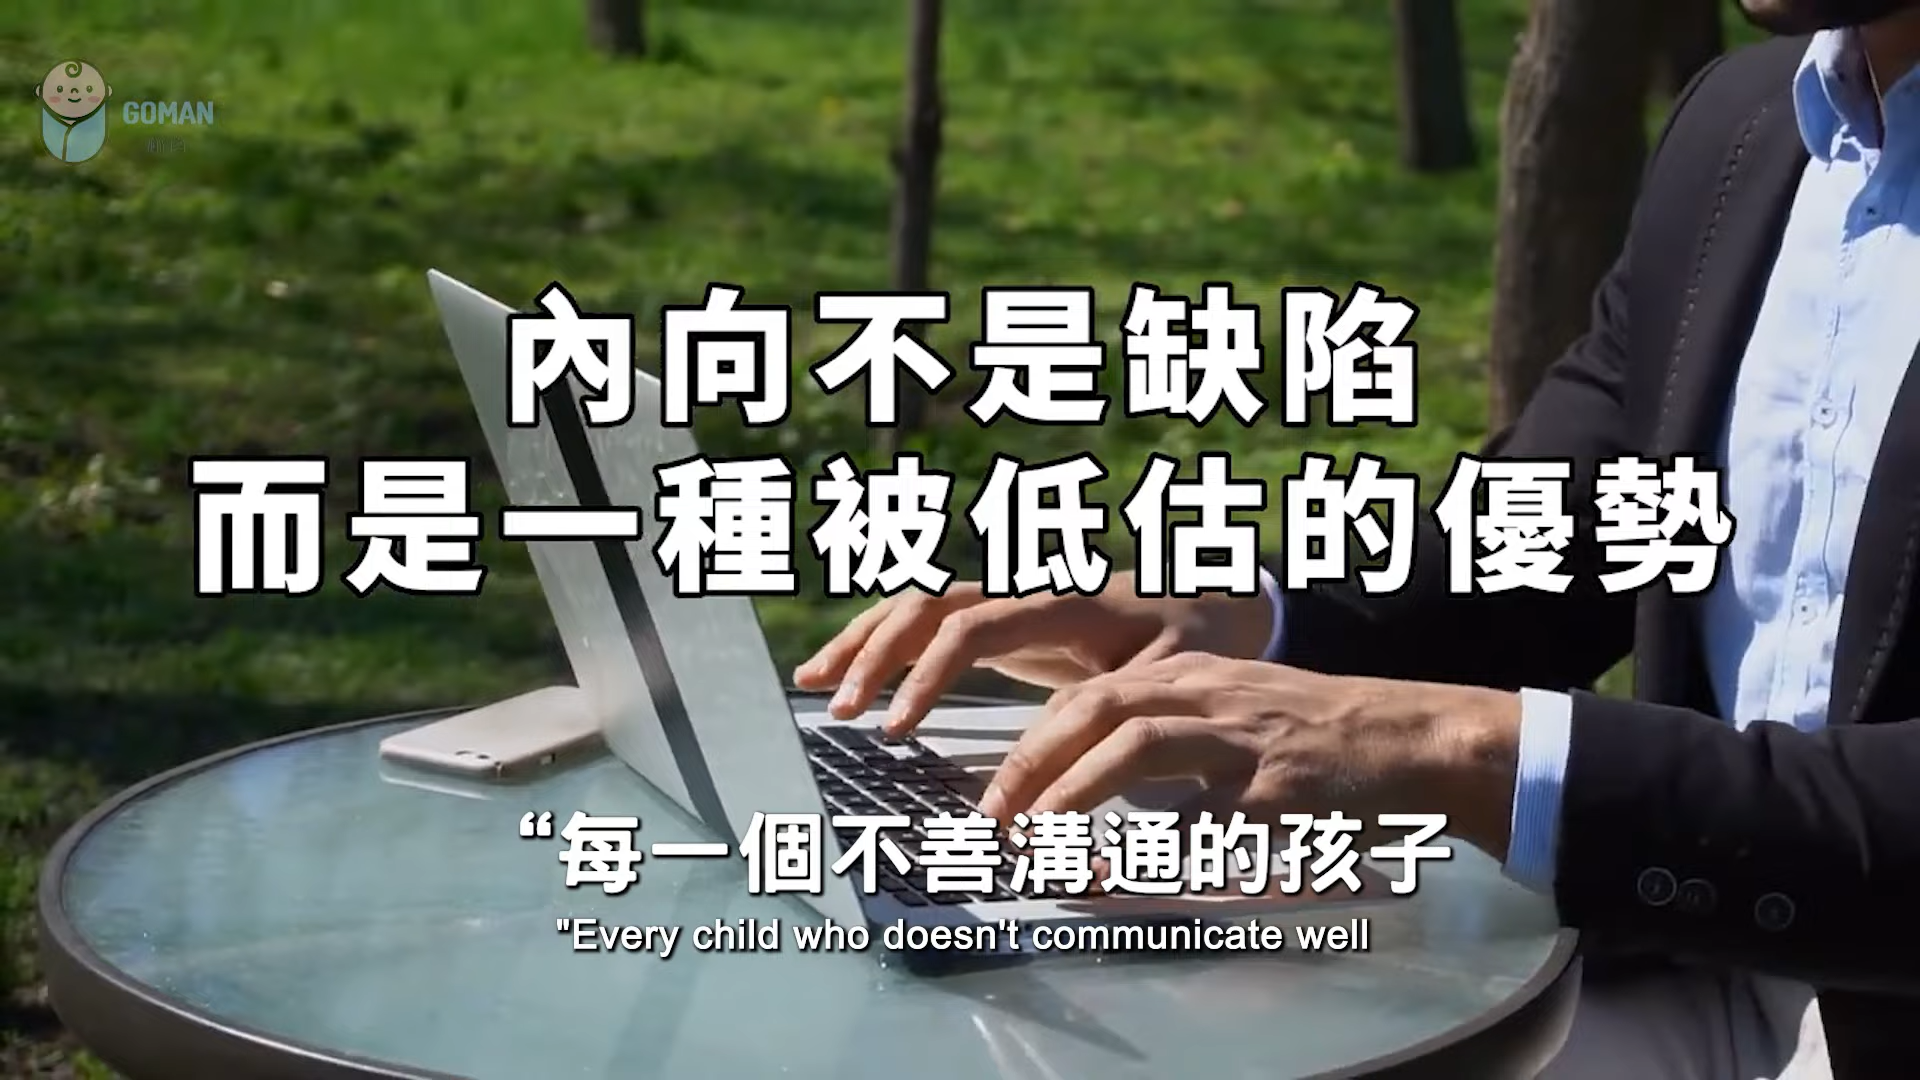 GOMAN
內向不是缺陷
而是一種被低估的優勢
“每一個不善溝通的孩子
"Every child who doesn't communicate well